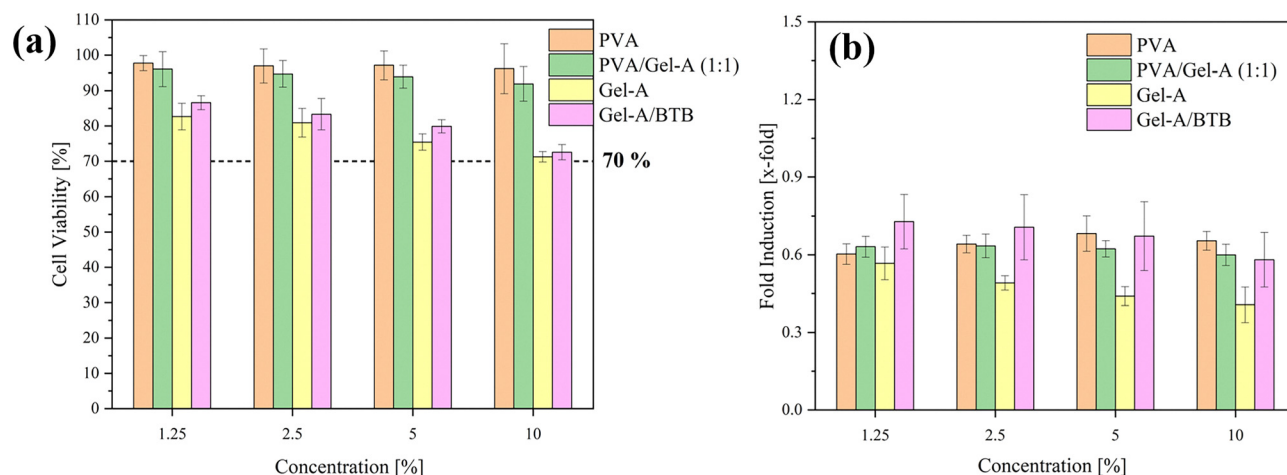 (a)
110
100
90
80
70
60
50
40
30
20
10
0
Cell Viability [%]
PVA
PVA/Gel-A (1:1)
Gel-A
Gel-A/BTB
70 %
1.25 2.5 5 10
Concentration [%]
(b)
1.5
1.2
0.9
0.6
0.3
0.0
Fold Induction [x-fold]
PVA
PVA/Gel-A (1:1)
Gel-A
Gel-A/BTB
1.25 2.5 5 10
Concentration [%]